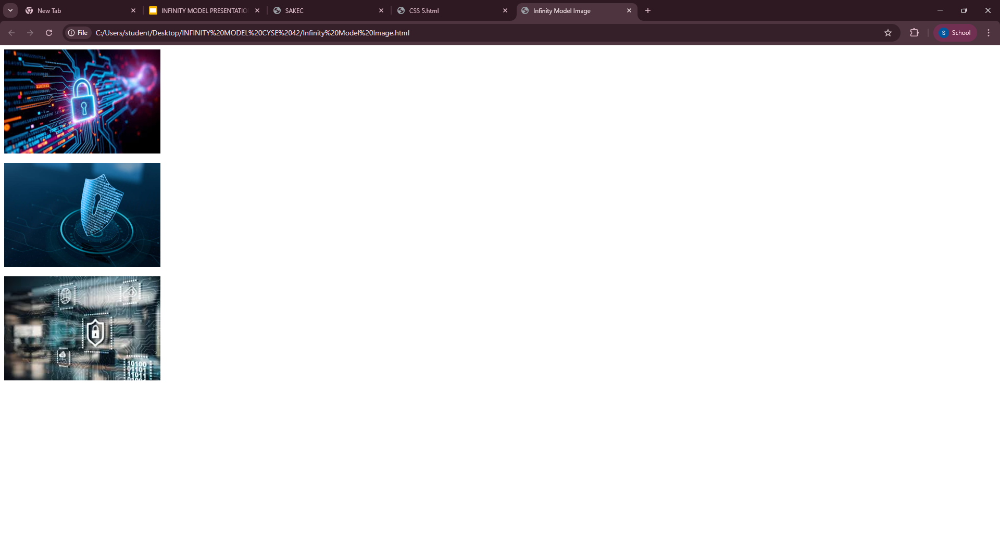 New Tab
INFINITY MODEL PRESENTATIO
SAKEC
CSS 5.html
Infinity Model Image
File
C:/Users/student/Desktop/INFINITY%20MODEL%20CYSE%2042/Infinity%20Model%20Image.html
S
School
10100
01101
11011